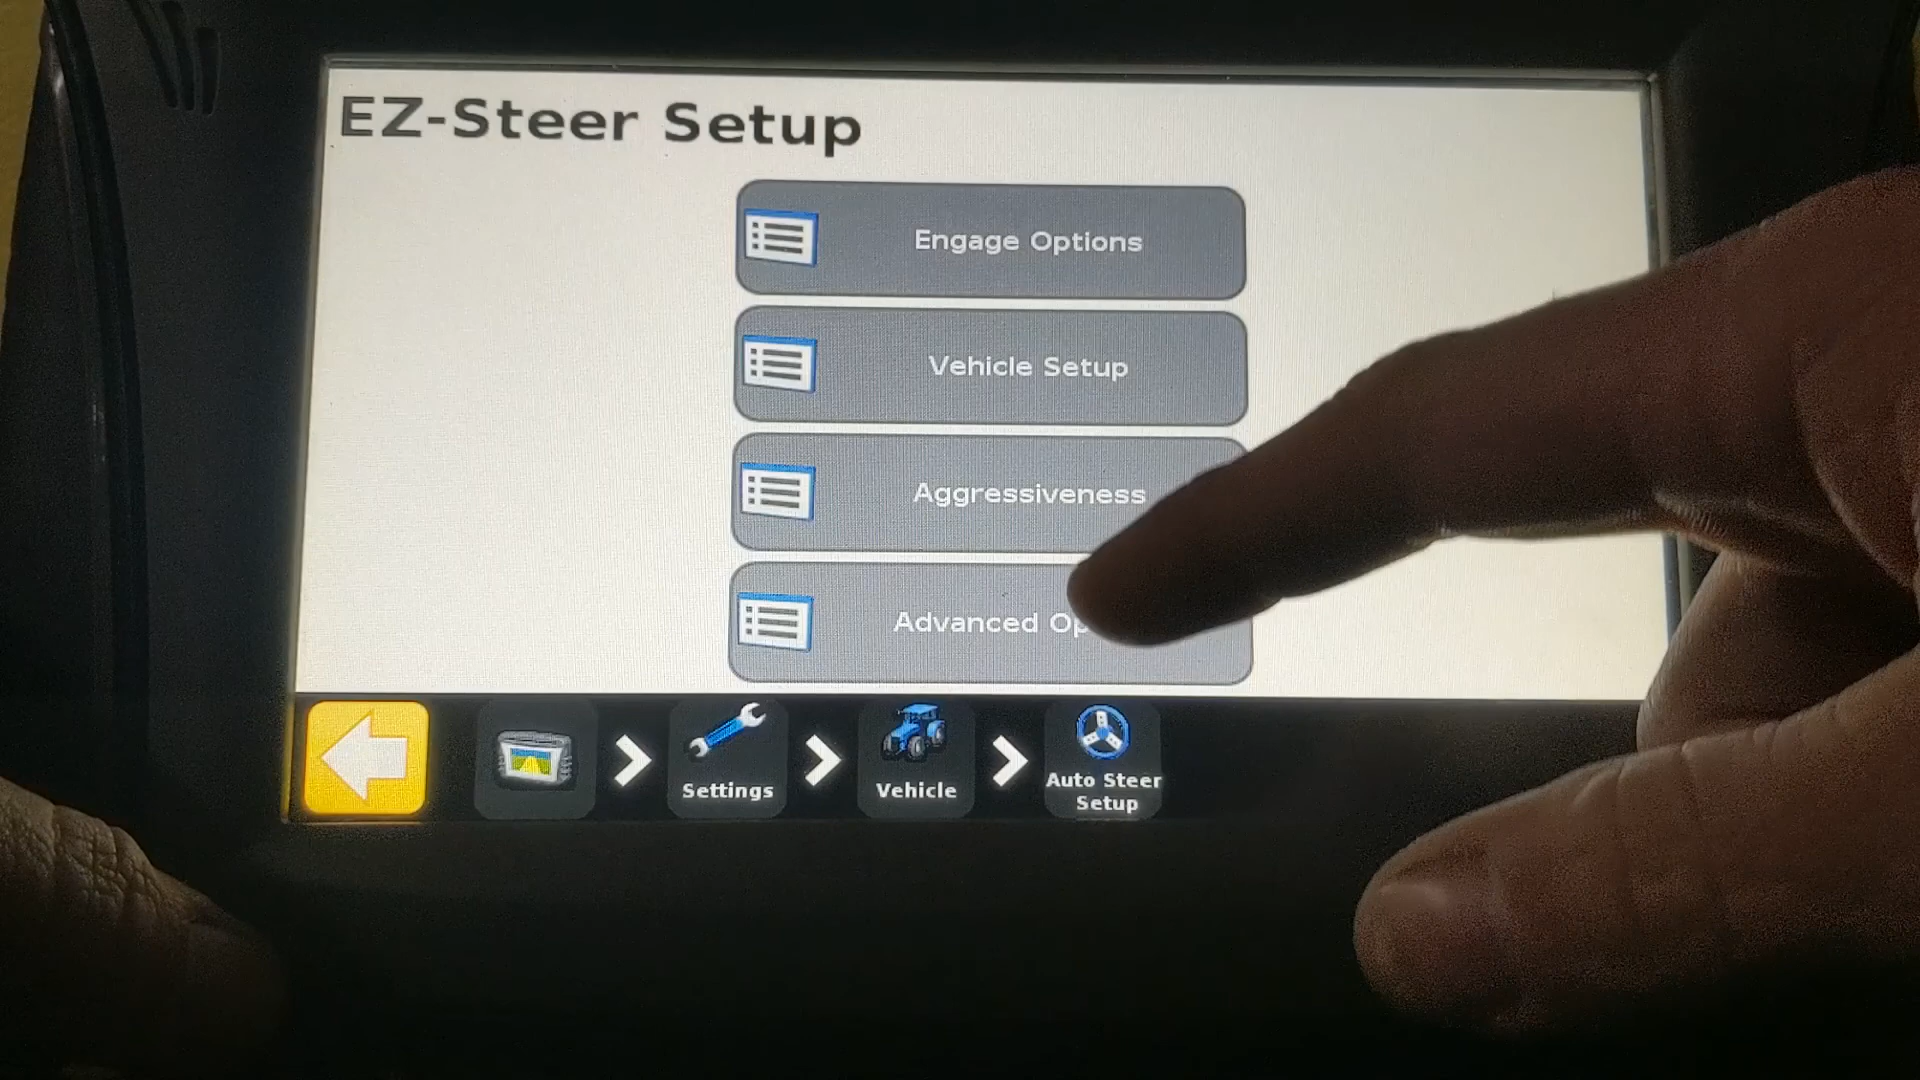 EZ-Steer Setup
Engage Options
Vehicle Setup
Aggressiveness
Advanced
Settings
Vehicle
Auto Steer
Setup